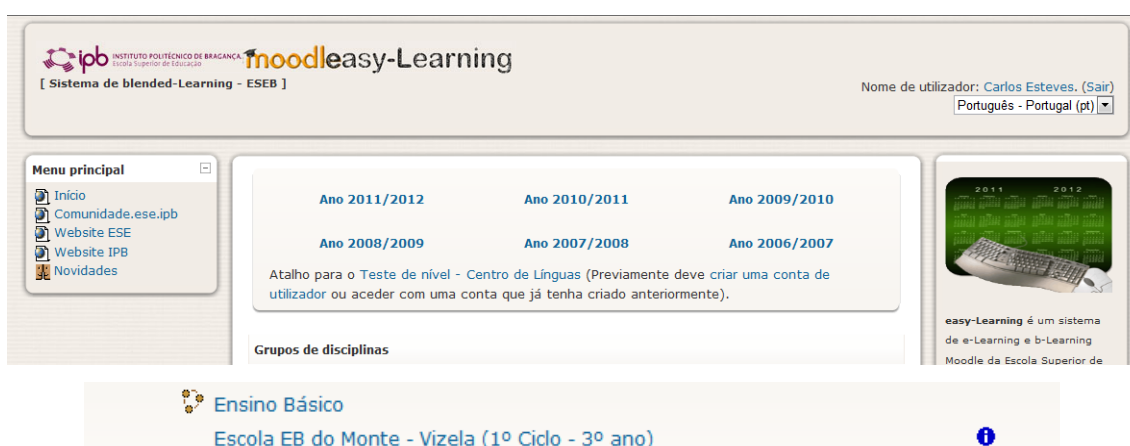 ipb INSTITUTO POLITÉCNICO DE BRAGANÇA
Escola Superior de Educação
moodleasy-Learning
[ Sistema de blended-Learning - ESEB ]
Nome de utilizador: Carlos Esteves. (Sair)
Português - Portugal (pt)
Menu principal
Início
Comunidade.ese.ipb
Website ESE
Website IPB
Novidades
Ano 2011/2012 Ano 2010/2011 Ano 2009/2010
Ano 2008/2009 Ano 2007/2008 Ano 2006/2007
Atalho para o Teste de nível - Centro de Línguas (Previamente deve criar uma conta de
utilizador ou aceder com uma conta que já tenha criado anteriormente).
Grupos de disciplinas
2011 2012
easy-Learning é um sistema
de e-Learning e b-Learning
Moodle da Escola Superior de
Ensino Básico
Escola EB do Monte - Vizela (1º Ciclo - 3º ano)